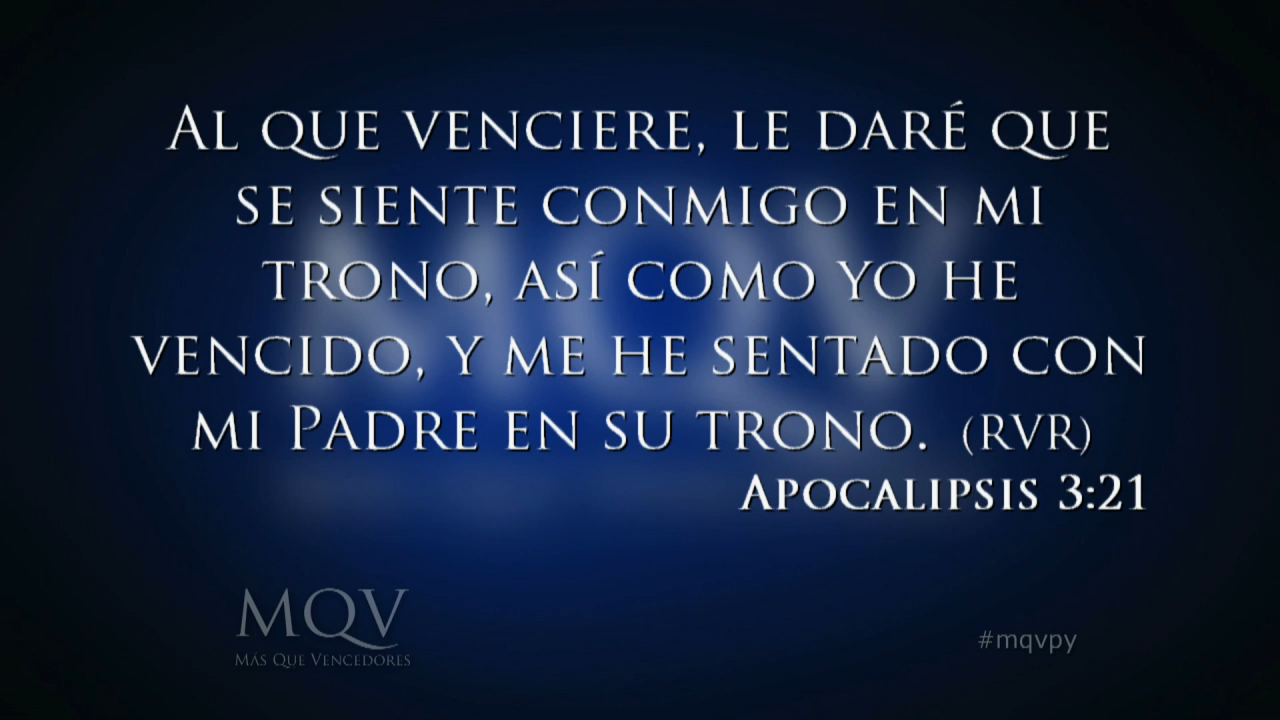 Al que venciere, le daré que
se siente conmigo en mi
trono, así como yo he
vencido, y me he sentado con
mi Padre en su trono. (RVR)
Apocalipsis 3:21
MQV
Más Que Vencedores
#mqvpy